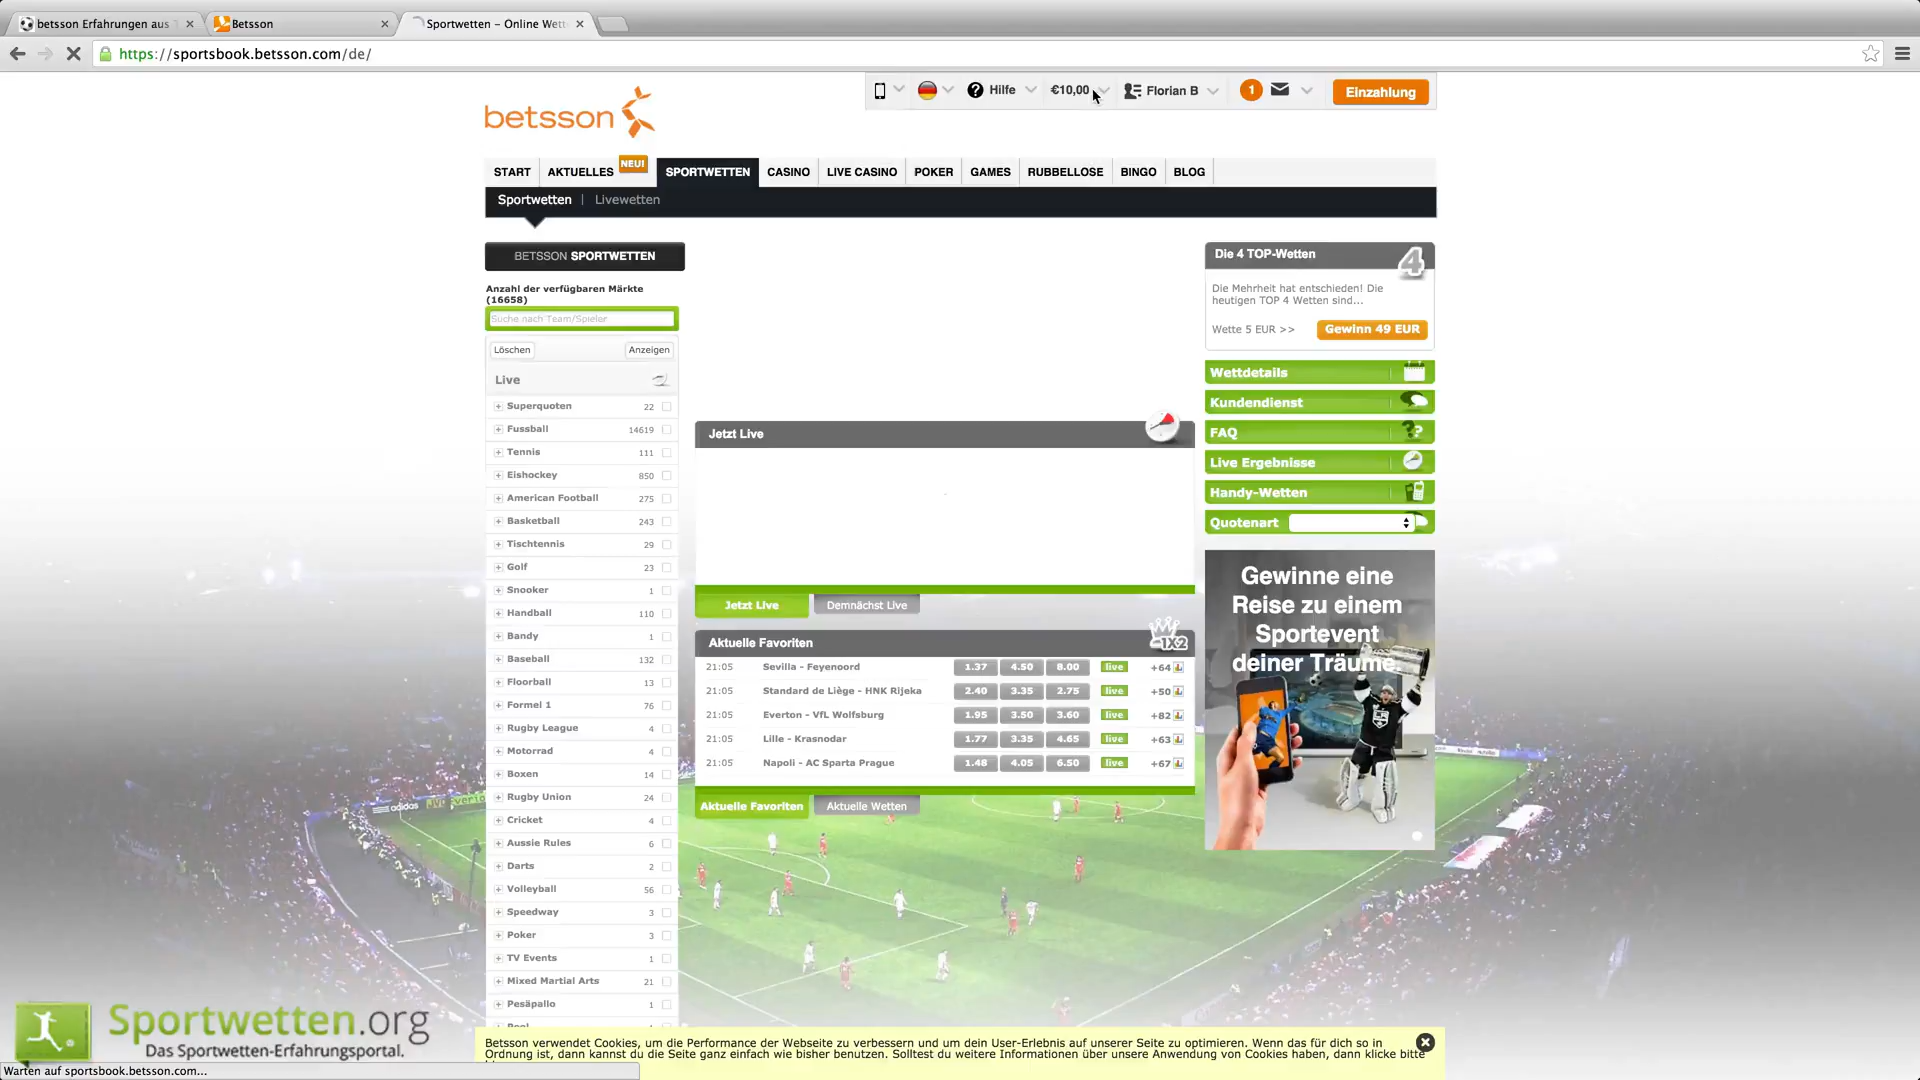 betsson Erfahrungen aus
Betsson
Sportwetten – Online Wett
https://sportsbook.betsson.com/de/
Hilfe
€10,00
Florian B
1
Einzahlung
betsson
START
AKTUELLES
NEU!
SPORTWETTEN
CASINO
LIVE CASINO
POKER
GAMES
RUBBELLOSE
BINGO
BLOG
Sportwetten | Livewetten
BETSSON SPORTWETTEN
Anzahl der verfügbaren Märkte
(16658)
Suche nach Team/Spieler
Löschen
Anzeigen
Live
Superquoten 22
Fussball 14619
Tennis 111
Eishockey 850
American Football 275
Basketball 243
Tischtennis 29
Golf 23
Snooker 1
Handball 110
Bandy 1
Baseball 132
Floorball 13
Formel 1 76
Rugby League 4
Motorrad 4
Boxen 14
Rugby Union 24
Cricket 4
Aussie Rules 6
Darts 2
Volleyball 56
Speedway 3
Poker 3
TV Events 1
Mixed Martial Arts 21
Pesäpallo 1
Jetzt Live
Jetzt Live
Demnächst Live
Aktuelle Favoriten
1X2
21:05 Sevilla - Feyenoord 1.37 4.50 8.00 live +64
21:05 Standard de Liège - HNK Rijeka 2.40 3.35 2.75 live +50
21:05 Everton - VfL Wolfsburg 1.95 3.50 3.60 live +82
21:05 Lille - Krasnodar 1.77 3.35 4.65 live +63
21:05 Napoli - AC Sparta Prague 1.48 4.05 6.50 live +67
Aktuelle Favoriten
Aktuelle Wetten
Die 4 TOP-Wetten
4
Die Mehrheit hat entschieden! Die
heutigen TOP 4 Wetten sind...
Wette 5 EUR >>
Gewinn 49 EUR
Wettdetails
Kundendienst
FAQ
Live Ergebnisse
Handy-Wetten
Quotenart
Gewinne eine
Reise zu einem
Sportevent
deiner Träume.
adidas
Sportwetten.org
Das Sportwetten-Erfahrungsportal.
Betsson verwendet Cookies, um die Performance der Webseite zu verbessern und um dein User-Erlebnis auf unserer Seite zu optimieren. Wenn das für dich so in
Ordnung ist, dann kannst du die Seite ganz einfach wie bisher benutzen. Solltest du weitere Informationen über unsere Anwendung von Cookies haben, dann klicke bitte
Warten auf sportsbook.betsson.com...